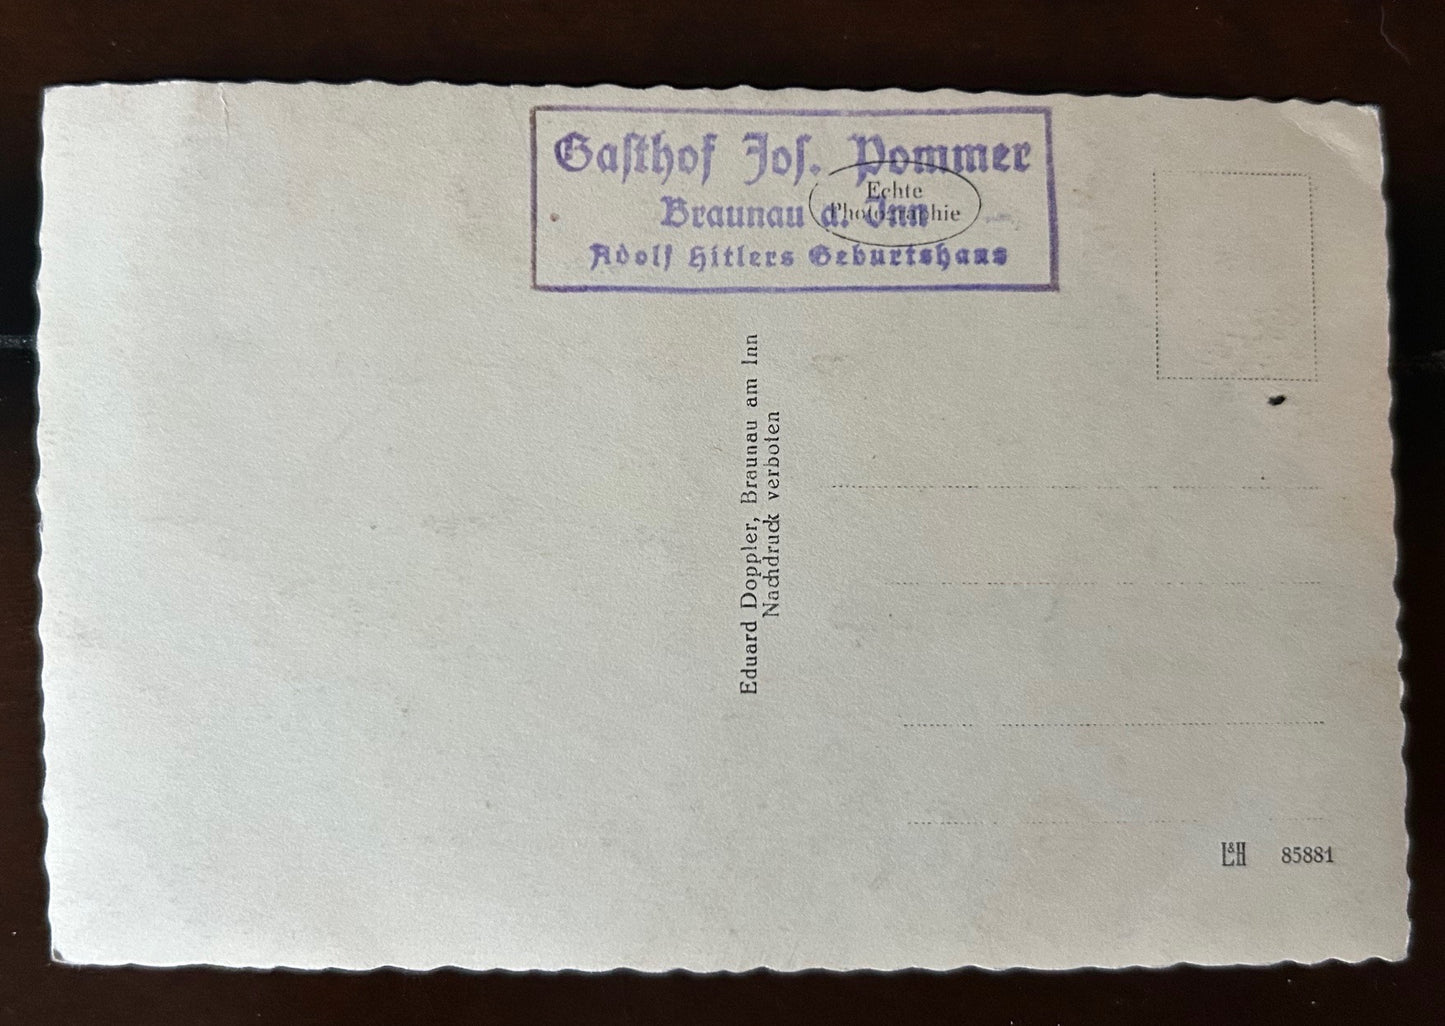 Gasthof Jos. Pommer
Braunau a. Inn
Adolf Hitlers Geburtshaus
Echte
Photographie
Eduard Doppler, Braunau am Inn
Nachdruck verboten
L&H 85881